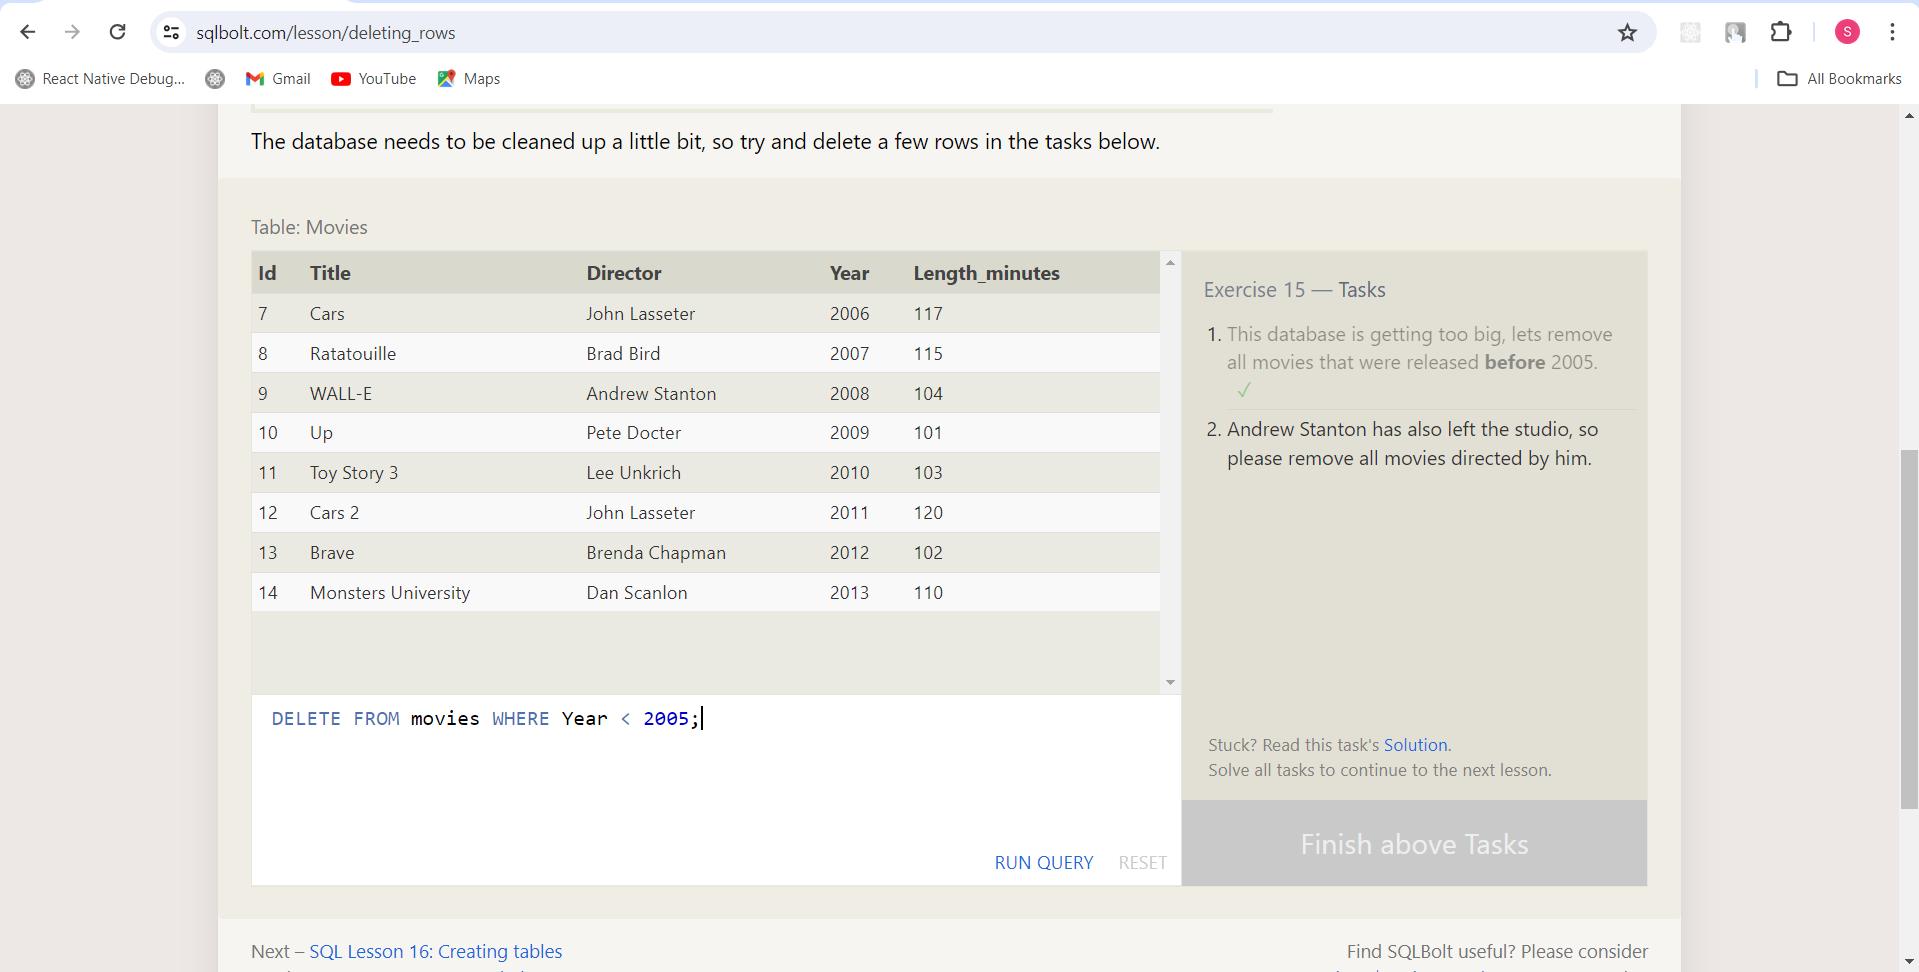 sqlbolt.com/lesson/deleting_rows
S
React Native Debug... Gmail YouTube Maps All Bookmarks
The database needs to be cleaned up a little bit, so try and delete a few rows in the tasks below.
Table: Movies
Id Title Director Year Length_minutes
7 Cars John Lasseter 2006 117
8 Ratatouille Brad Bird 2007 115
9 WALL-E Andrew Stanton 2008 104
10 Up Pete Docter 2009 101
11 Toy Story 3 Lee Unkrich 2010 103
12 Cars 2 John Lasseter 2011 120
13 Brave Brenda Chapman 2012 102
14 Monsters University Dan Scanlon 2013 110
DELETE FROM movies WHERE Year < 2005;
RUN QUERY RESET
Exercise 15 — Tasks
1. This database is getting too big, lets remove
all movies that were released before 2005.
✓
2. Andrew Stanton has also left the studio, so
please remove all movies directed by him.
Stuck? Read this task's Solution.
Solve all tasks to continue to the next lesson.
Finish above Tasks
Next – SQL Lesson 16: Creating tables
Find SQLBolt useful? Please consider